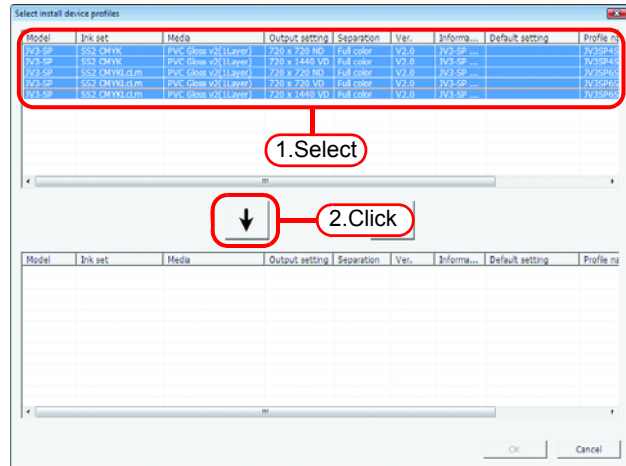 Select install device profiles
Model Ink set Media Output setting Separation Ver. Informa... Default setting Profile na
JV3-SP SS2 CMYK PVC Gloss v2(1Layer) 720 x 720 ND Full color V2.0 JV3-SP ... JV3SP4S
JV3-SP SS2 CMYK PVC Gloss v2(1Layer) 720 x 1440 VD Full color V2.0 JV3-SP ... JV3SP4S
JV3-SP SS2 CMYKLcLm PVC Gloss v2(1Layer) 720 x 720 ND Full color V2.0 JV3-SP ... JV3SP6S
JV3-SP SS2 CMYKLcLm PVC Gloss v2(1Layer) 720 x 720 VD Full color V2.0 JV3-SP ... JV3SP6S
JV3-SP SS2 CMYKLcLm PVC Gloss v2(1Layer) 720 x 1440 VD Full color V2.0 JV3-SP ... JV3SP6S
1.Select
2.Click
Model Ink set Media Output setting Separation Ver. Informa... Default setting Profile na
OK Cancel